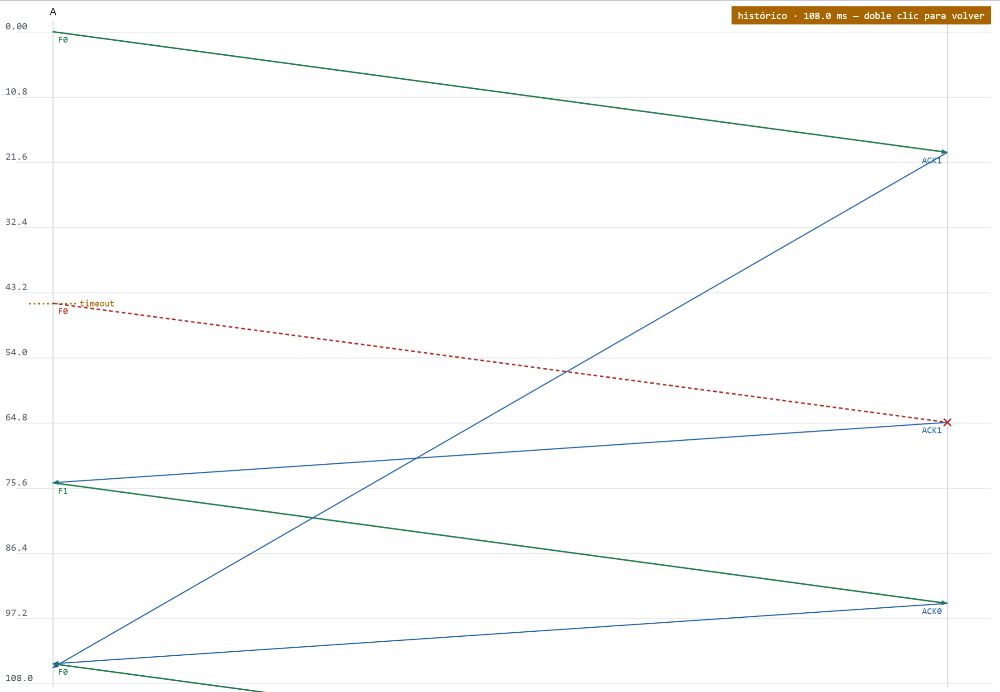 A
histórico · 108.0 ms — doble clic para volver
0.00
F0
10.8
21.6
ACK1
32.4
43.2
timeout
F0
54.0
64.8
ACK1
75.6
F1
86.4
97.2
ACK0
F0
108.0